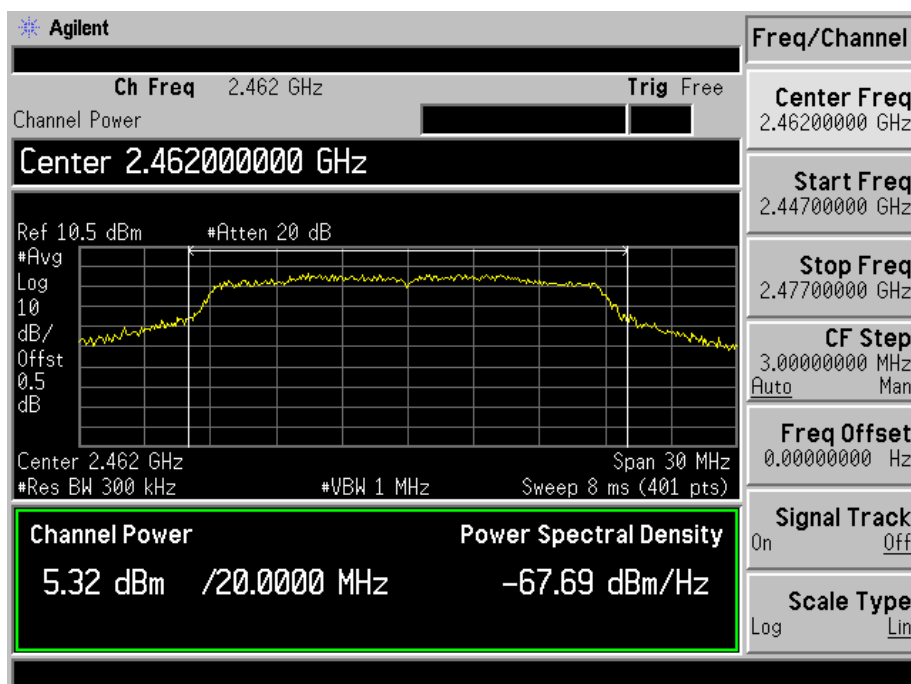 Agilent
Freq/Channel
Ch Freq 2.462 GHz Trig Free
Channel Power
Center 2.462000000 GHz
Ref 10.5 dBm #Atten 20 dB
#Avg
Log
10
dB/
Offst
0.5
dB
Center 2.462 GHz Span 30 MHz
#Res BW 300 kHz #VBW 1 MHz Sweep 8 ms (401 pts)
Channel Power Power Spectral Density
5.32 dBm /20.0000 MHz -67.69 dBm/Hz
Center Freq
2.46200000 GHz
Start Freq
2.44700000 GHz
Stop Freq
2.47700000 GHz
CF Step
3.00000000 MHz
Auto Man
Freq Offset
0.00000000 Hz
Signal Track
On Off
Scale Type
Log Lin